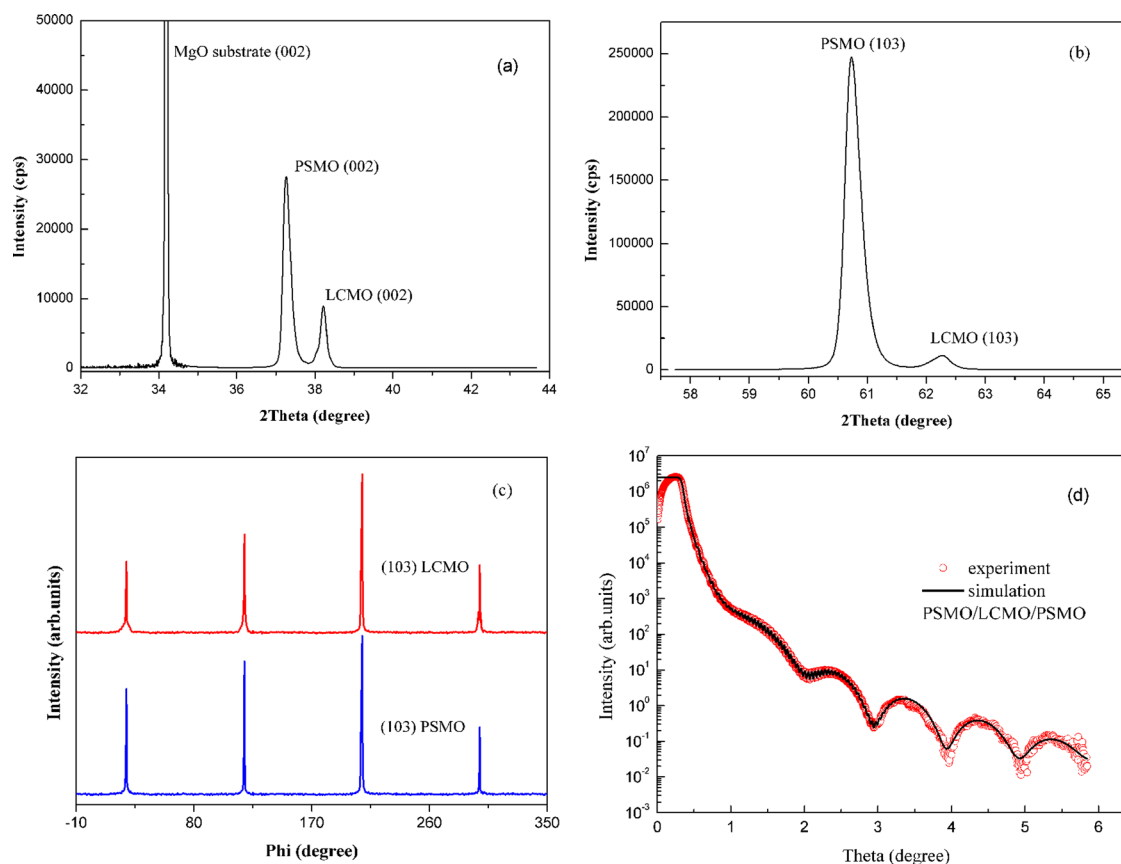 50000
40000
30000
20000
10000
0
Intensity (cps)
MgO substrate (002)
(a)
PSMO (002)
LCMO (002)
32 34 36 38 40 42 44
2Theta (degree)
250000
200000
150000
100000
50000
0
Intensity (cps)
PSMO (103)
(b)
LCMO (103)
58 59 60 61 62 63 64 65
2Theta (degree)
Intensity (arb.units)
(c)
(103) LCMO
(103) PSMO
-10 80 170 260 350
Phi (degree)
10^7
10^6
10^5
10^4
10^3
10^2
10^1
10^0
10^-1
10^-2
10^-3
Intensity (arb.units)
(d)
experiment
simulation
PSMO/LCMO/PSMO
0 1 2 3 4 5 6
Theta (degree)